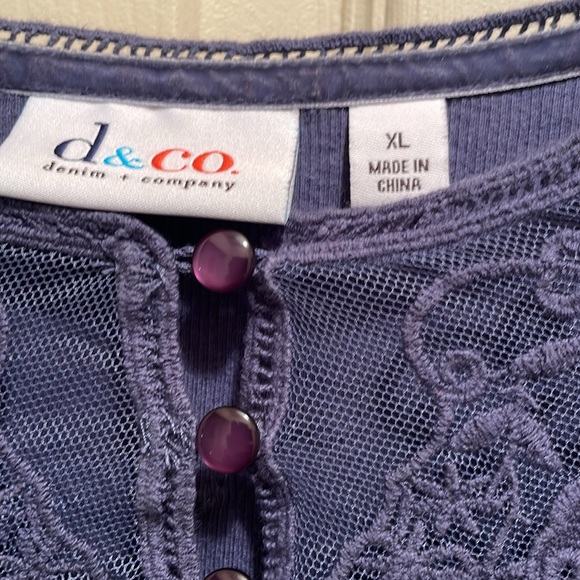 d&co.
denim + company
XL
MADE IN
CHINA